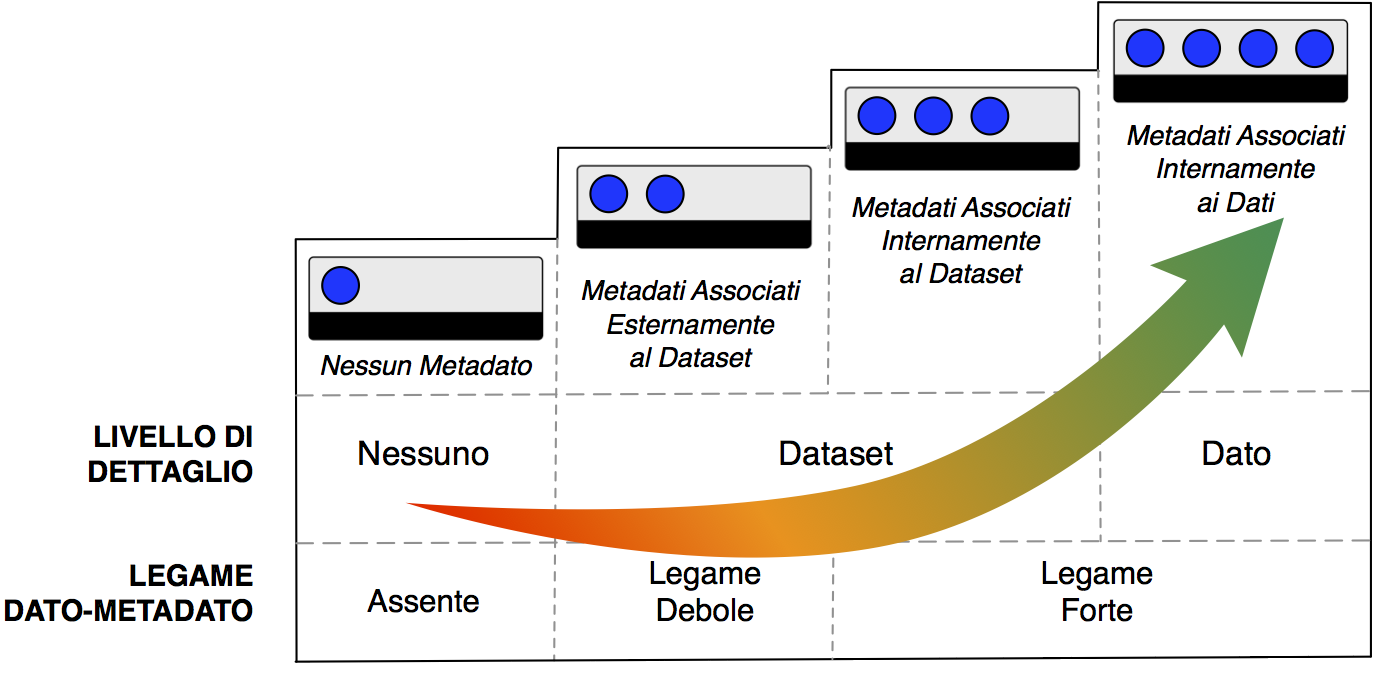 Metadati Associati
Internamente
ai Dati
Metadati Associati
Internamente
al Dataset
Metadati Associati
Esternamente
al Dataset
Nessun Metadato
LIVELLO DI
DETTAGLIO
Nessuno
Dataset
Dato
LEGAME
DATO-METADATO
Assente
Legame
Debole
Legame
Forte